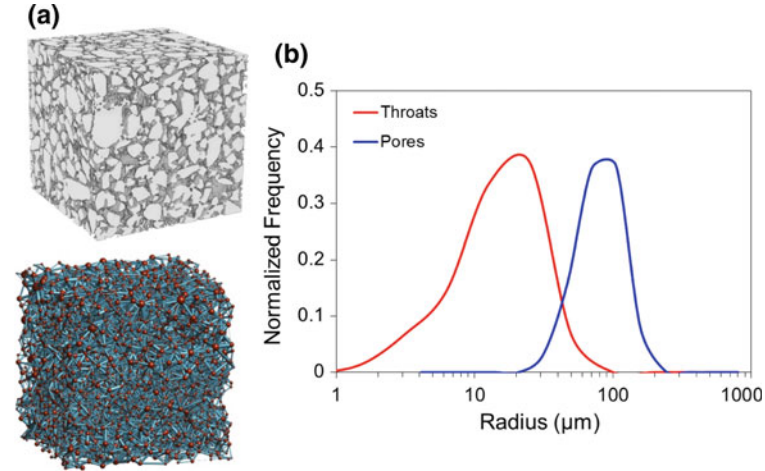 (a)
(b)
0.5
0.4
0.3
0.2
0.1
0
Throats
Pores
Normalized Frequency
1
10
100
1000
Radius (µm)